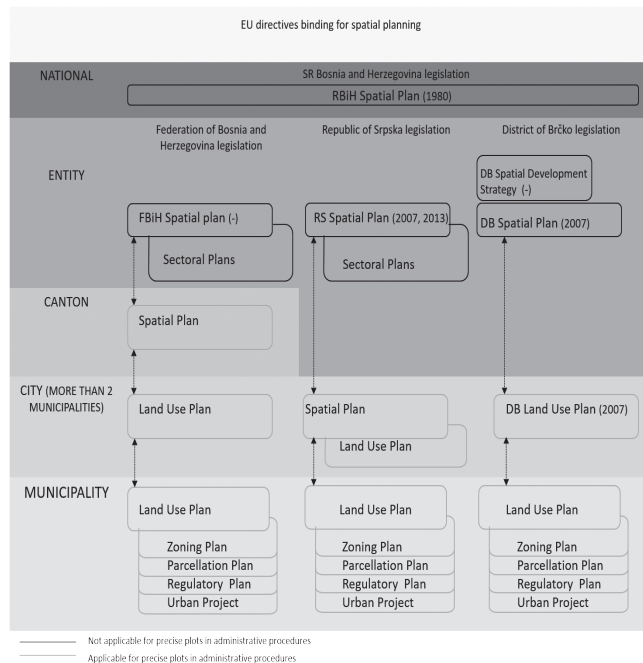 EU directives binding for spatial planning
NATIONAL
SR Bosnia and Herzegovina legislation
RBiH Spatial Plan (1980)
Federation of Bosnia and
Herzegovina legislation
Republic of Srpska legislation
District of Brčko legislation
ENTITY
DB Spatial Development
Strategy (-)
FBiH Spatial plan (-)
RS Spatial Plan (2007, 2013)
DB Spatial Plan (2007)
Sectoral Plans
Sectoral Plans
CANTON
Spatial Plan
CITY (MORE THAN 2
MUNICIPALITIES)
Land Use Plan
Spatial Plan
Land Use Plan
DB Land Use Plan (2007)
MUNICIPALITY
Land Use Plan
Zoning Plan
Parcellation Plan
Regulatory Plan
Urban Project
Land Use Plan
Zoning Plan
Parcellation Plan
Regulatory Plan
Urban Project
Land Use Plan
Zoning Plan
Parcellation Plan
Regulatory Plan
Urban Project
Not applicable for precise plots in administrative procedures
Applicable for precise plots in administrative procedures